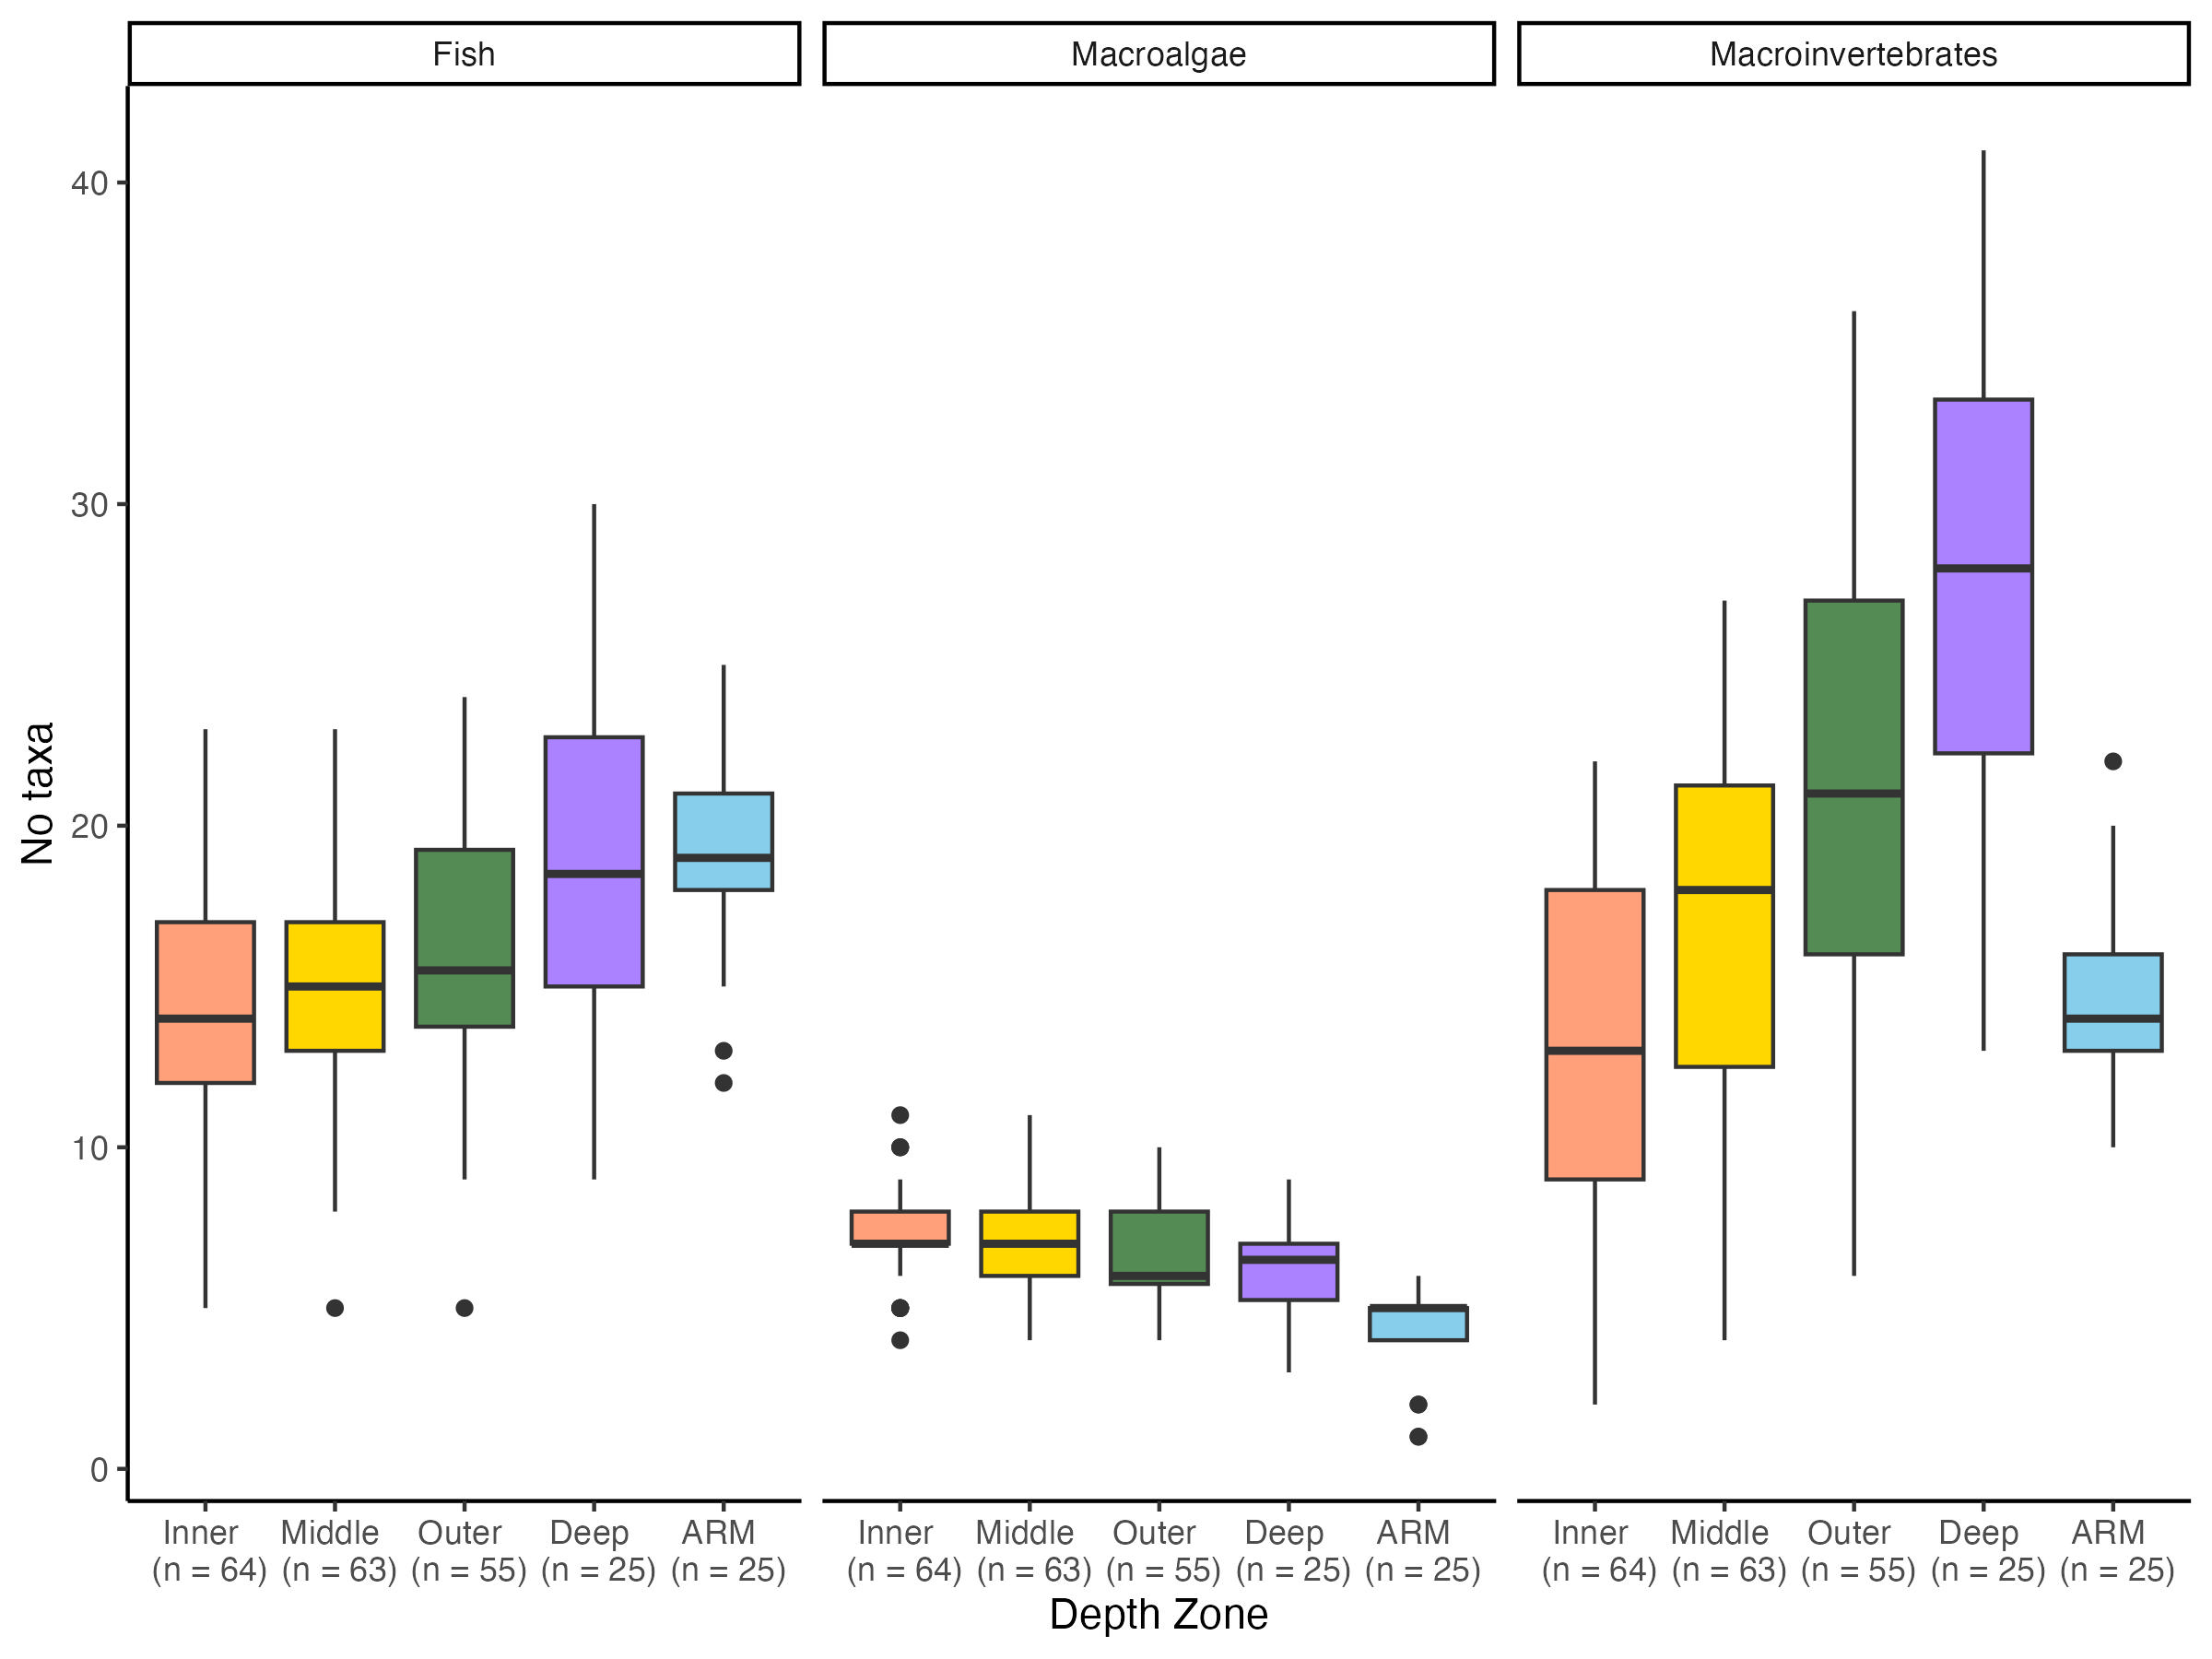 Fish Macroalgae Macroinvertebrates
40
30
20
10
0
No taxa
Inner Middle Outer Deep ARM Inner Middle Outer Deep ARM Inner Middle Outer Deep ARM
(n = 64) (n = 63) (n = 55) (n = 25) (n = 25) (n = 64) (n = 63) (n = 55) (n = 25) (n = 25) (n = 64) (n = 63) (n = 55) (n = 25) (n = 25)
Depth Zone